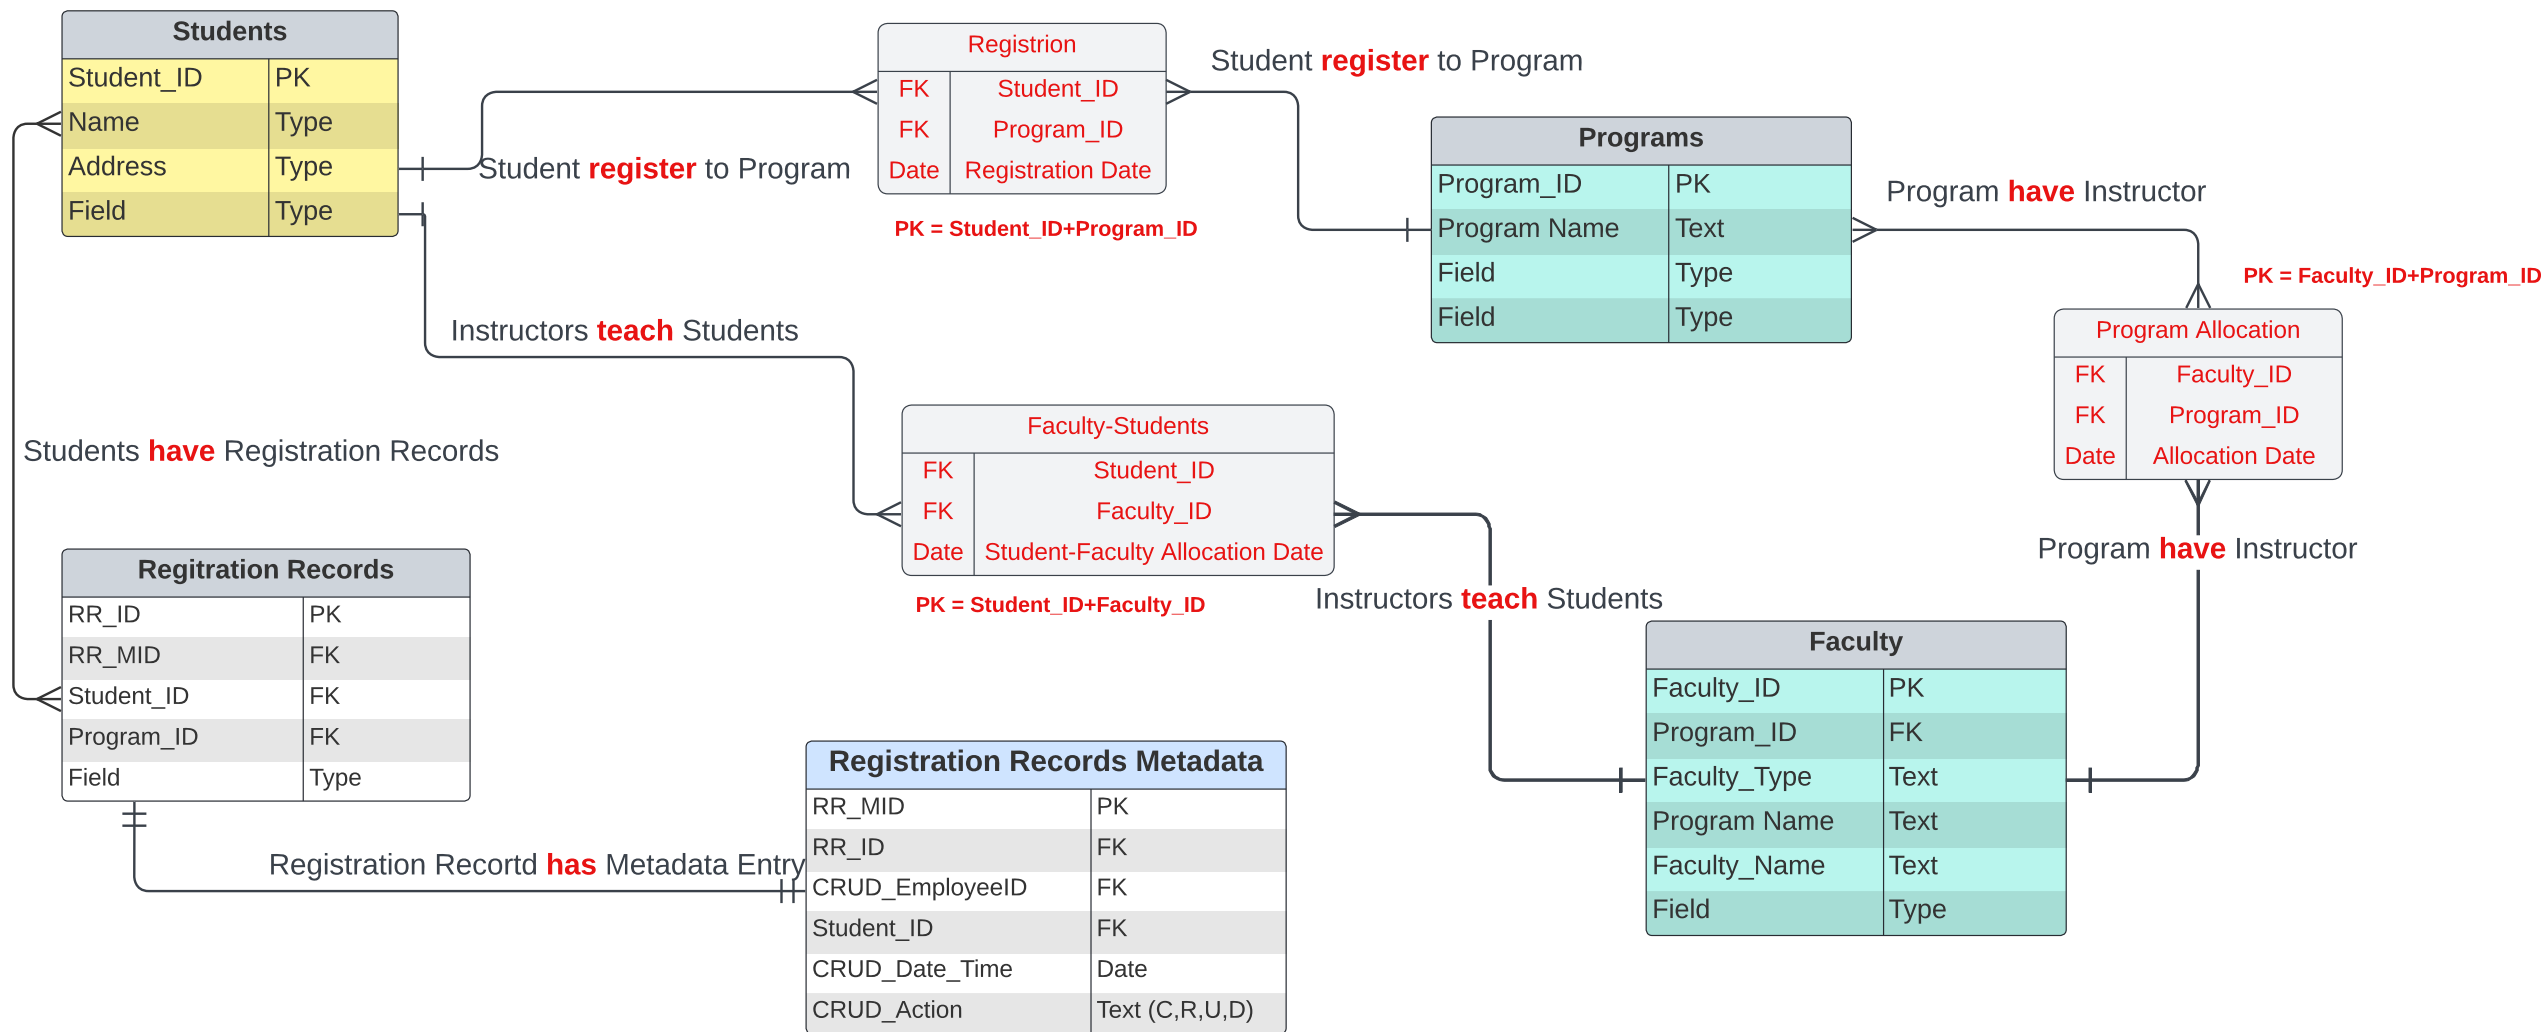 Students
Student_ID PK
Name Type
Address Type
Field Type
Registrion
FK Student_ID
FK Program_ID
Date Registration Date
PK = Student_ID+Program_ID
Student register to Program
Student register to Program
Programs
Program_ID PK
Program Name Text
Field Type
Field Type
Program have Instructor
PK = Faculty_ID+Program_ID
Program Allocation
FK Faculty_ID
FK Program_ID
Date Allocation Date
Program have Instructor
Instructors teach Students
Faculty-Students
FK Student_ID
FK Faculty_ID
Date Student-Faculty Allocation Date
PK = Student_ID+Faculty_ID
Instructors teach Students
Students have Registration Records
Regitration Records
RR_ID PK
RR_MID FK
Student_ID FK
Program_ID FK
Field Type
Faculty
Faculty_ID PK
Program_ID FK
Faculty_Type Text
Program Name Text
Faculty_Name Text
Field Type
Registration Recortd has Metadata Entry
Registration Records Metadata
RR_MID PK
RR_ID FK
CRUD_EmployeeID FK
Student_ID FK
CRUD_Date_Time Date
CRUD_Action Text (C,R,U,D)